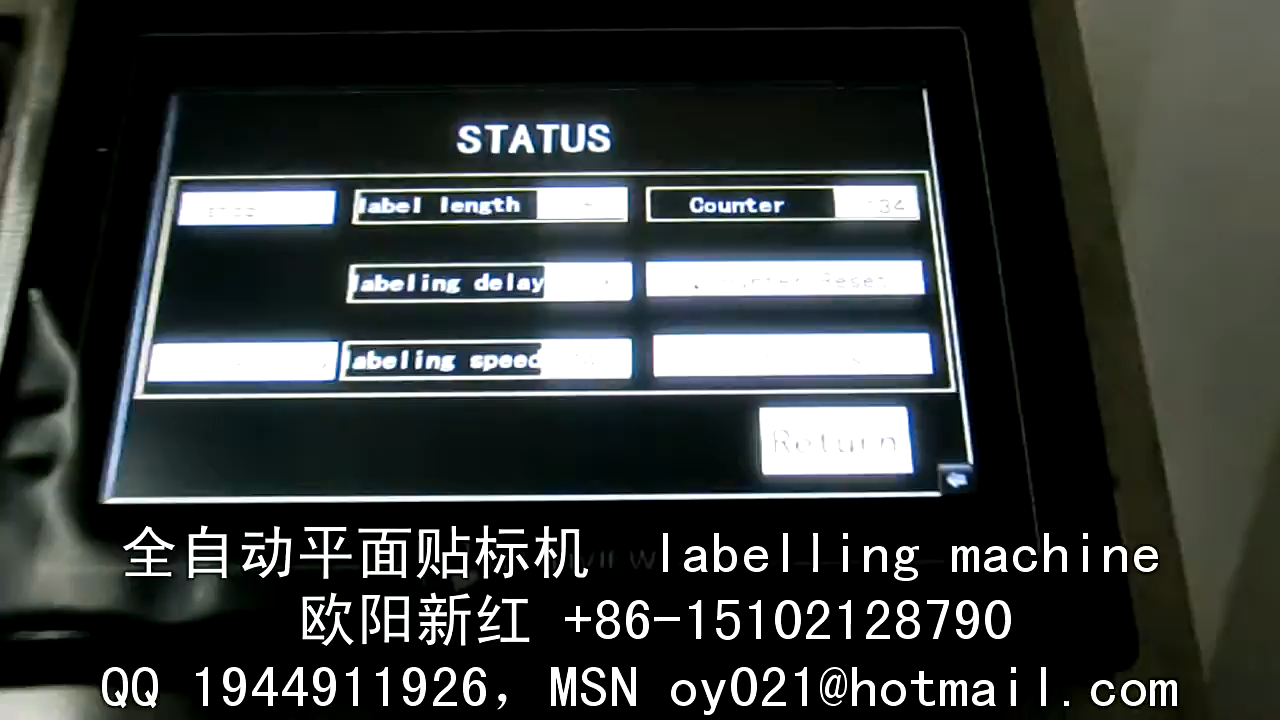 STATUS
label length
Counter
34
labeling delay
Counter Reset
labeling speed
Return
全自动平面贴标机 labelling machine
欧阳新红 +86-15102128790
QQ 1944911926, MSN oy021@hotmail.com